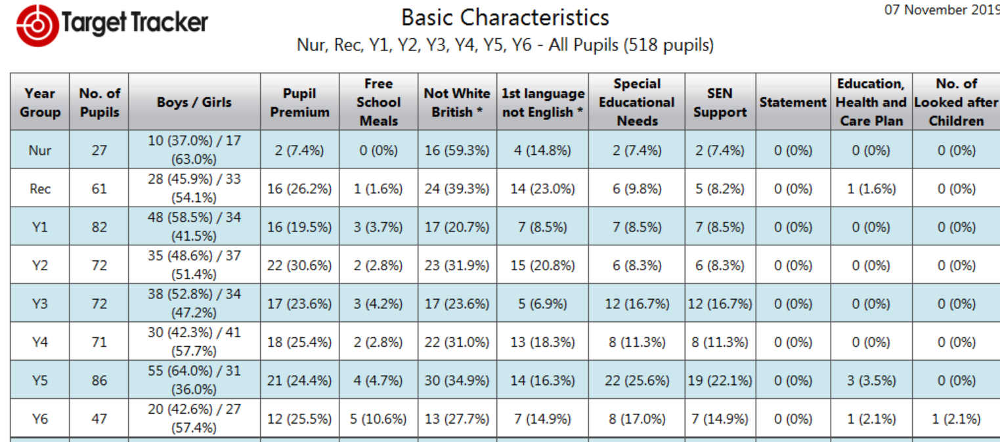 Target Tracker
Basic Characteristics
07 November 2019
Nur, Rec, Y1, Y2, Y3, Y4, Y5, Y6 - All Pupils (518 pupils)
Year Group No. of Pupils Boys / Girls Pupil Premium Free School Meals Not White British * 1st language not English * Special Educational Needs SEN Support Statement Education, Health and Care Plan No. of Looked after Children
Nur 27 10 (37.0%) / 17 (63.0%) 2 (7.4%) 0 (0%) 16 (59.3%) 4 (14.8%) 2 (7.4%) 2 (7.4%) 0 (0%) 0 (0%) 0 (0%)
Rec 61 28 (45.9%) / 33 (54.1%) 16 (26.2%) 1 (1.6%) 24 (39.3%) 14 (23.0%) 6 (9.8%) 5 (8.2%) 0 (0%) 1 (1.6%) 0 (0%)
Y1 82 48 (58.5%) / 34 (41.5%) 16 (19.5%) 3 (3.7%) 17 (20.7%) 7 (8.5%) 7 (8.5%) 7 (8.5%) 0 (0%) 0 (0%) 0 (0%)
Y2 72 35 (48.6%) / 37 (51.4%) 22 (30.6%) 2 (2.8%) 23 (31.9%) 15 (20.8%) 6 (8.3%) 6 (8.3%) 0 (0%) 0 (0%) 0 (0%)
Y3 72 38 (52.8%) / 34 (47.2%) 17 (23.6%) 3 (4.2%) 17 (23.6%) 5 (6.9%) 12 (16.7%) 12 (16.7%) 0 (0%) 0 (0%) 0 (0%)
Y4 71 30 (42.3%) / 41 (57.7%) 18 (25.4%) 2 (2.8%) 22 (31.0%) 13 (18.3%) 8 (11.3%) 8 (11.3%) 0 (0%) 0 (0%) 0 (0%)
Y5 86 55 (64.0%) / 31 (36.0%) 21 (24.4%) 4 (4.7%) 30 (34.9%) 14 (16.3%) 22 (25.6%) 19 (22.1%) 0 (0%) 3 (3.5%) 0 (0%)
Y6 47 20 (42.6%) / 27 (57.4%) 12 (25.5%) 5 (10.6%) 13 (27.7%) 7 (14.9%) 8 (17.0%) 7 (14.9%) 0 (0%) 1 (2.1%) 1 (2.1%)